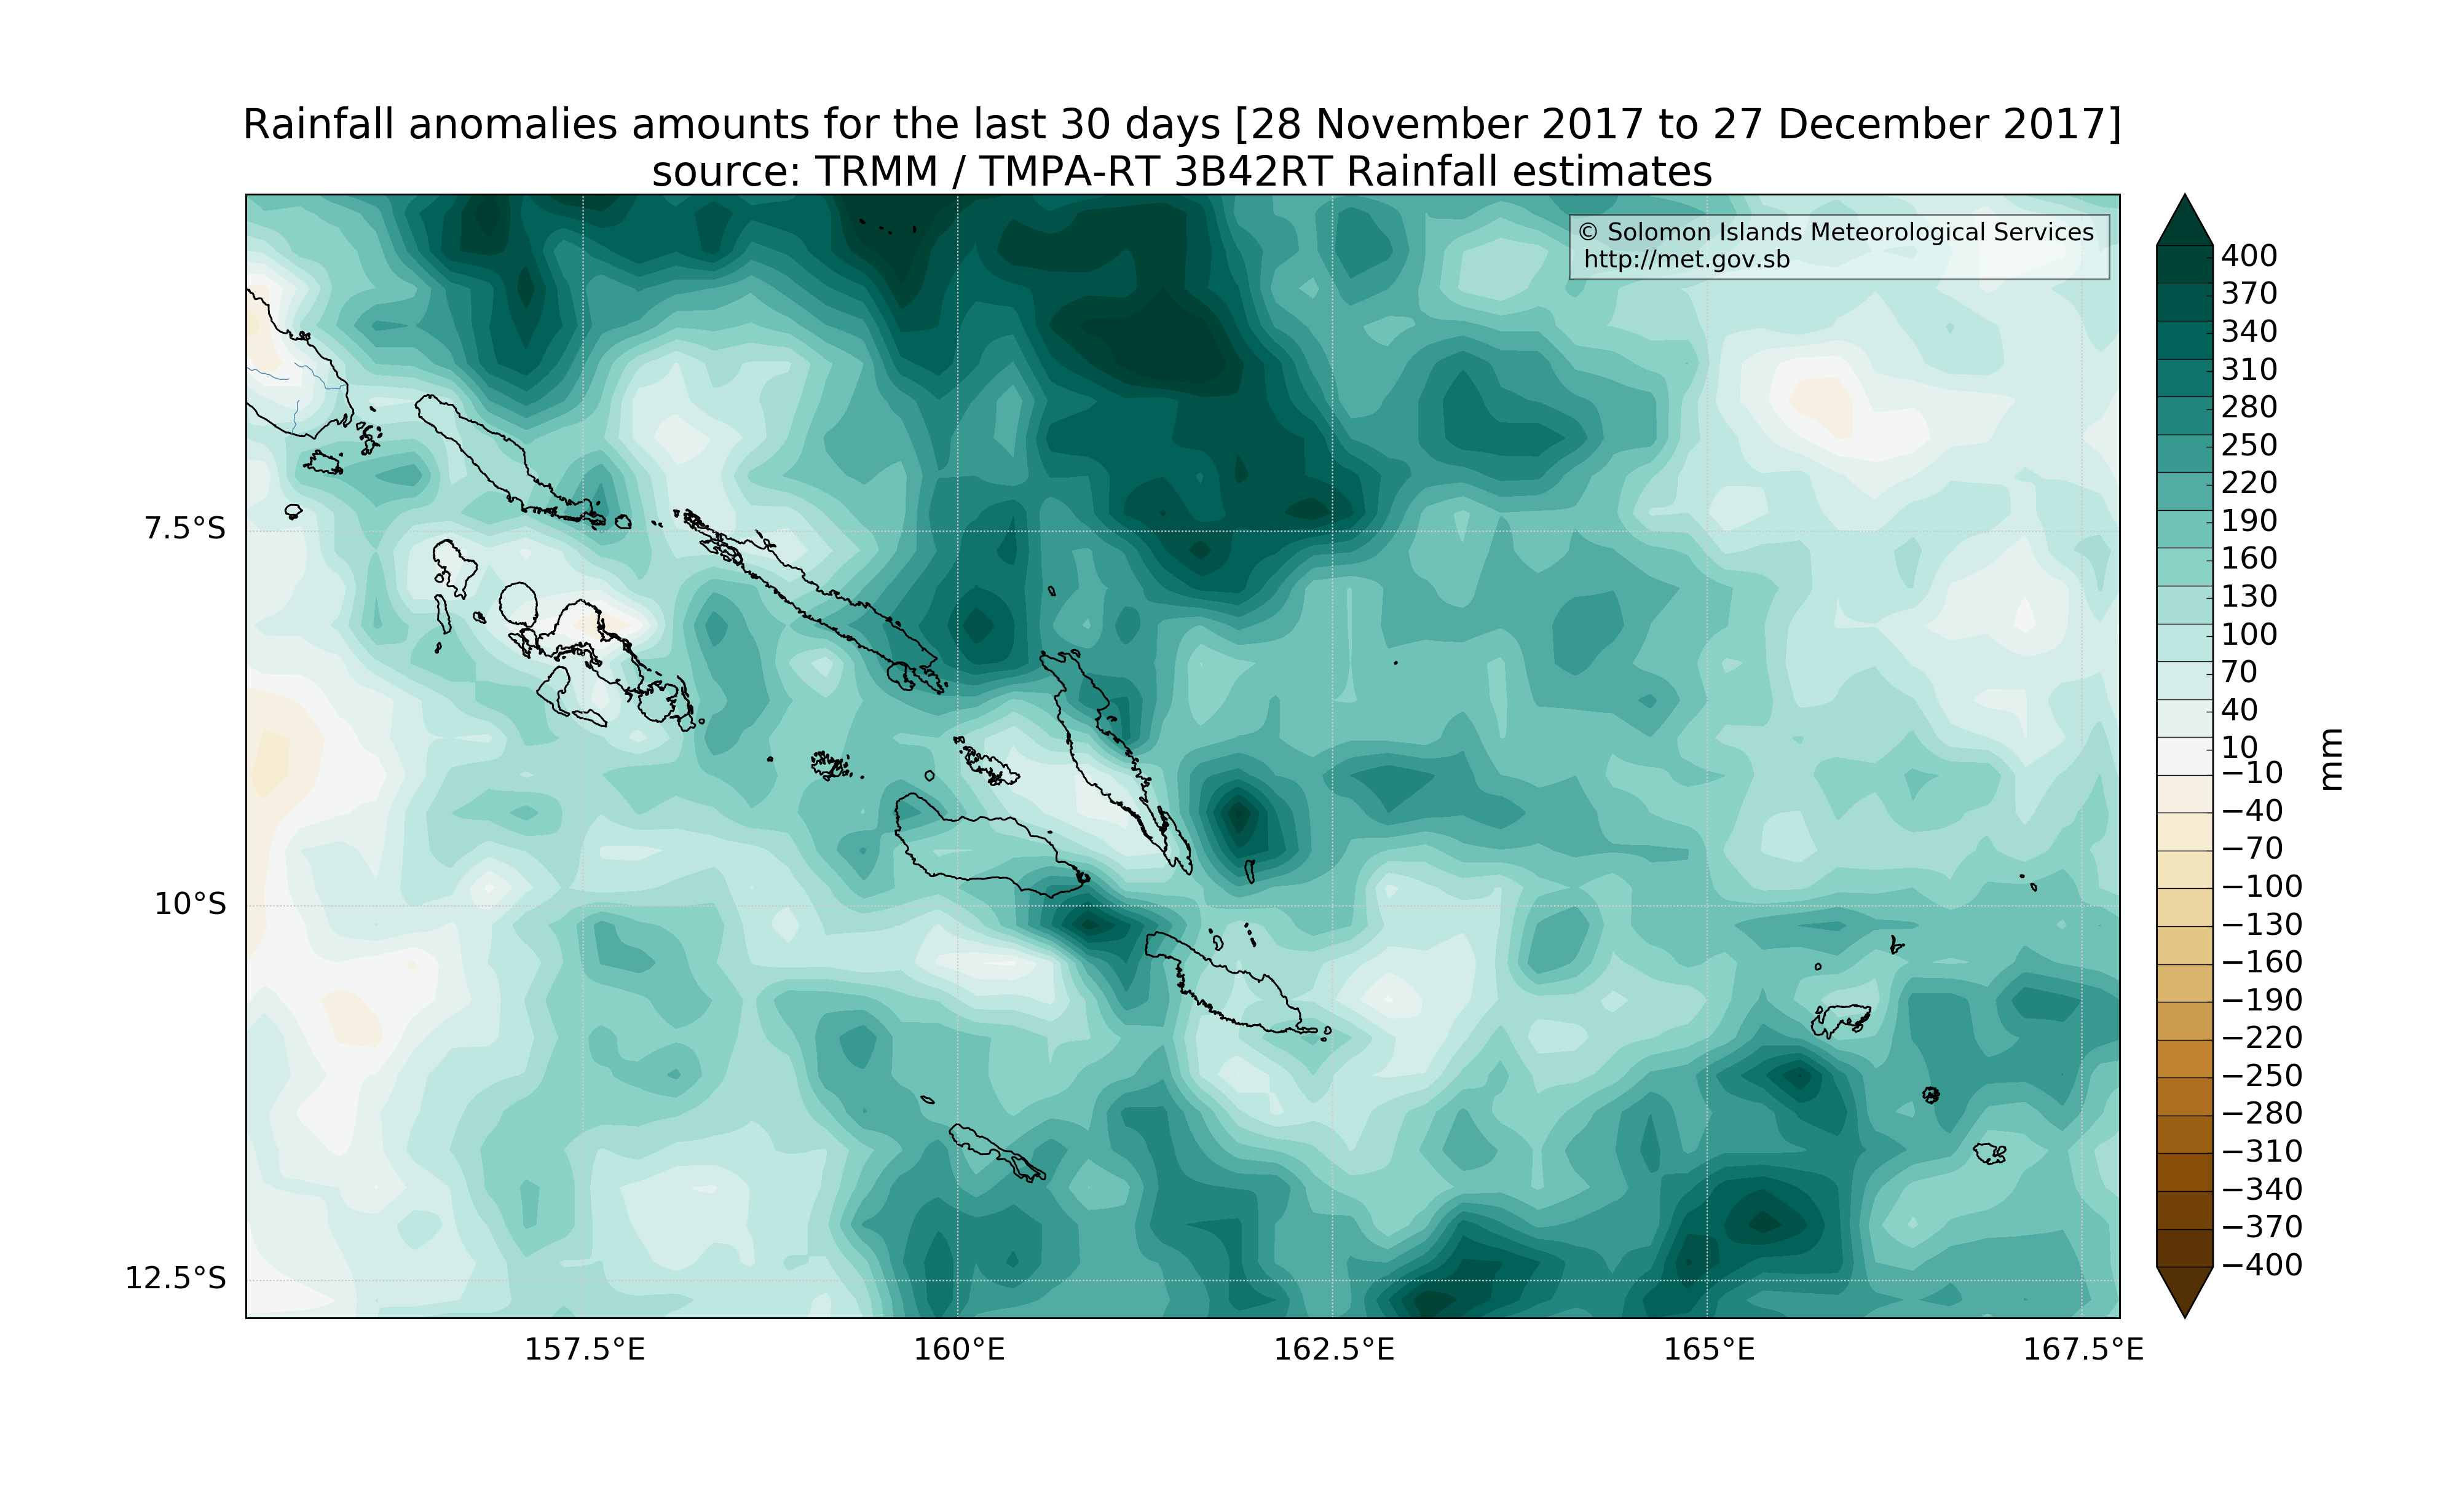 Rainfall anomalies amounts for the last 30 days [28 November 2017 to 27 December 2017]
source: TRMM / TMPA-RT 3B42RT Rainfall estimates
© Solomon Islands Meteorological Services
http://met.gov.sb
7.5°S
10°S
12.5°S
157.5°E
160°E
162.5°E
165°E
167.5°E
400
370
340
310
280
250
220
190
160
130
100
70
40
10
−10
−40
−70
−100
−130
−160
−190
−220
−250
−280
−310
−340
−370
−400
mm